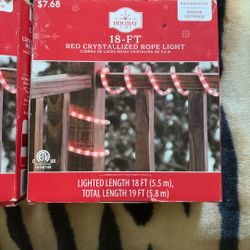 $7.68
HOLIDAY
TIME
INDOOR
OUTDOOR
18-FT
RED CRYSTALLIZED ROPE LIGHT
LIGHTED LENGTH 18 FT (5.5 m),
TOTAL LENGTH 19 FT (5.8 m)